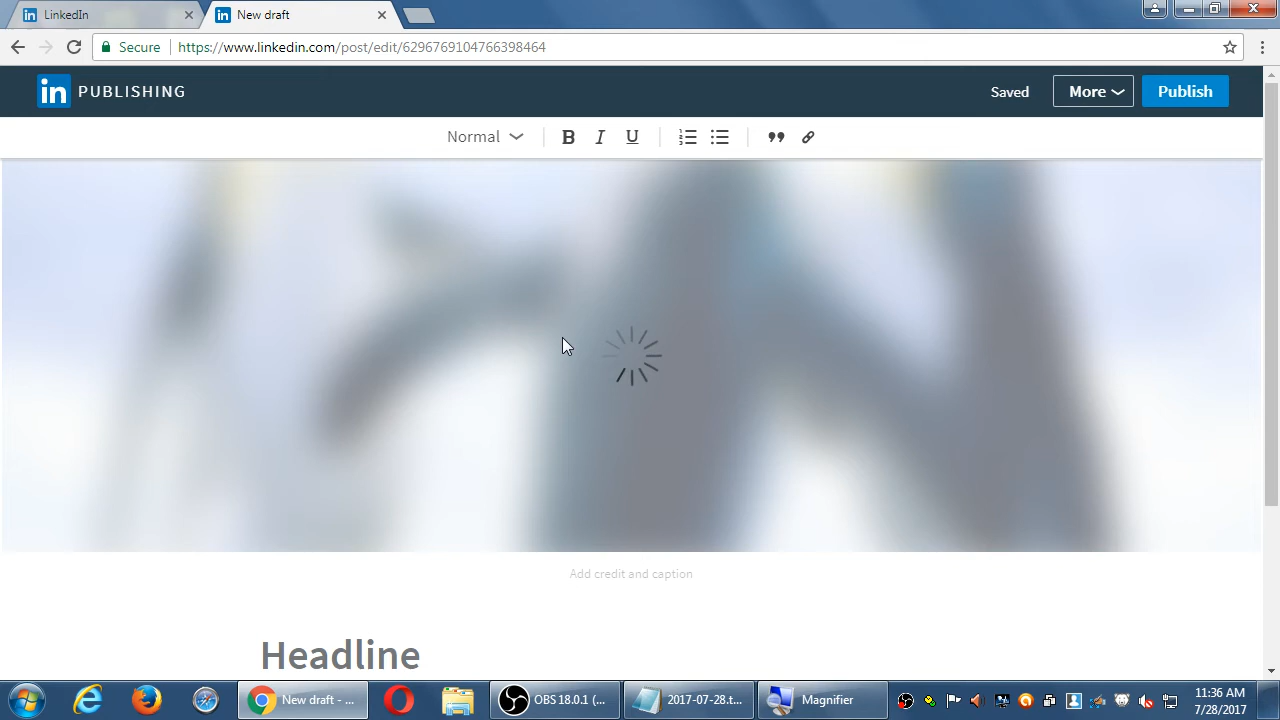 LinkedIn
New draft
Secure
https://www.linkedin.com/post/edit/6296769104766398464
in PUBLISHING
Saved
More
Publish
Normal
B I U
Add credit and caption
Headline
New draft - ...
OBS 18.0.1 (...
2017-07-28.t...
Magnifier
11:36 AM
7/28/2017